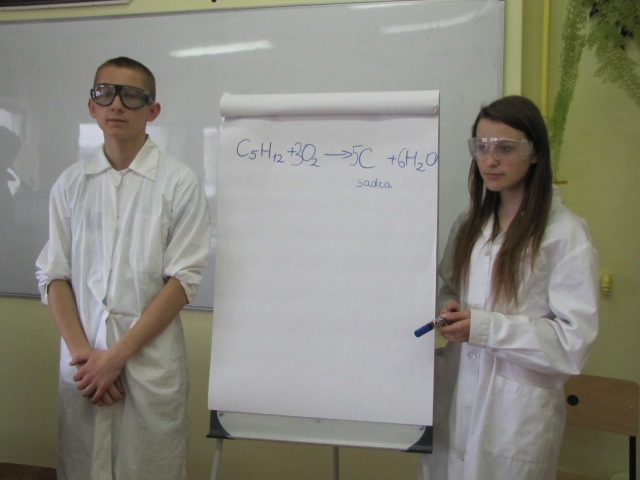 C₅H₁₂ + 3O₂ → 5C + 6H₂O
sadza